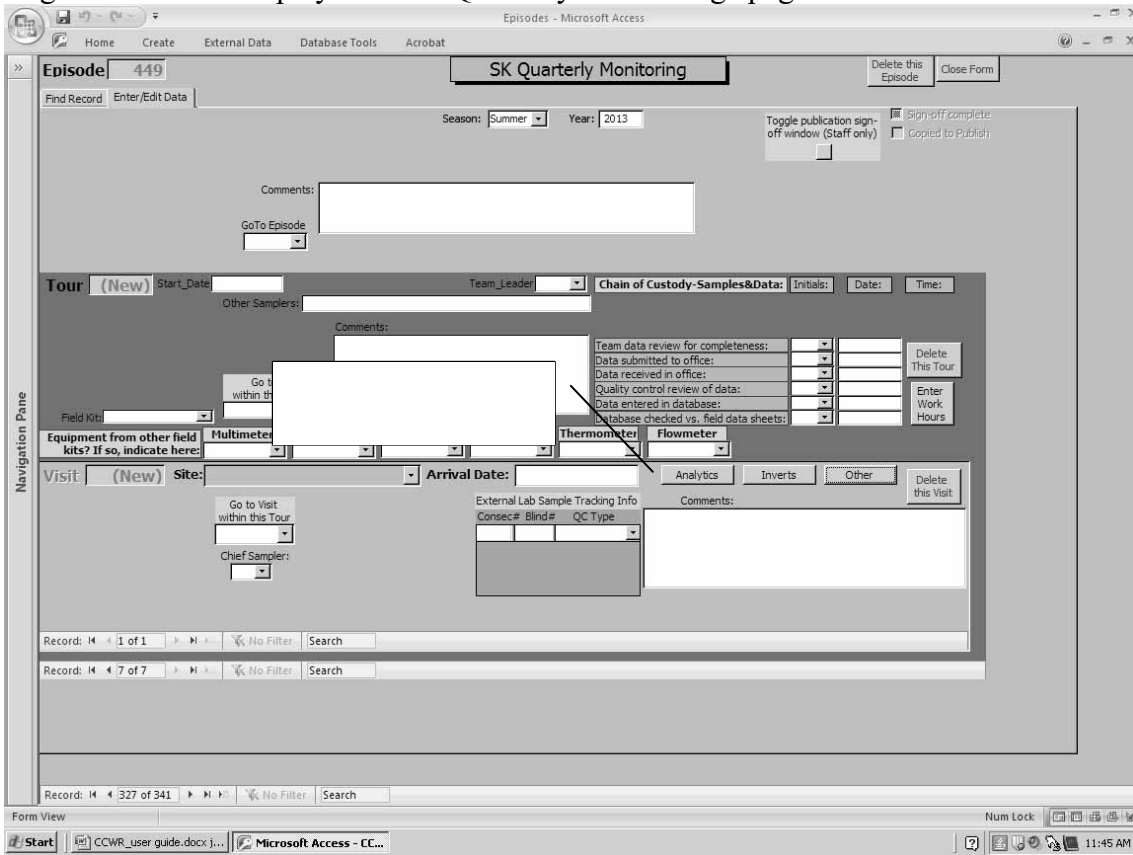 Episodes - Microsoft Access
Home Create External Data Database Tools Acrobat
Episode 449
SK Quarterly Monitoring
Delete this Episode
Close Form
Find Record Enter/Edit Data
Season: Summer Year: 2013
Toggle publication sign-off window (Staff only)
Sign-off complete
Copied to Publish
Comments:
GoTo Episode
Tour (New) Start_Date Team_Leader
Chain of Custody-Samples&Data: Initials: Date: Time:
Other Samplers:
Comments:
Team data review for completeness:
Data submitted to office:
Data received in office:
Quality control review of data:
Data entered in database:
Database checked vs. field data sheets:
Delete This Tour
Enter Work Hours
Go t
within th
Field Kit:
Equipment from other field kits? If so, indicate here:
Multimeter Thermometer Flowmeter
Visit (New) Site: Arrival Date:
Analytics Inverts Other
Delete this Visit
Go to Visit within this Tour
External Lab Sample Tracking Info
Consec# Blind# QC Type
Comments:
Chief Sampler:
Record: 1 of 1 No Filter Search
Record: 7 of 7 No Filter Search
Record: 327 of 341 No Filter Search
Navigation Pane
Form View Num Lock
Start CCWR_user guide.docx j... Microsoft Access - CC... 11:45 AM